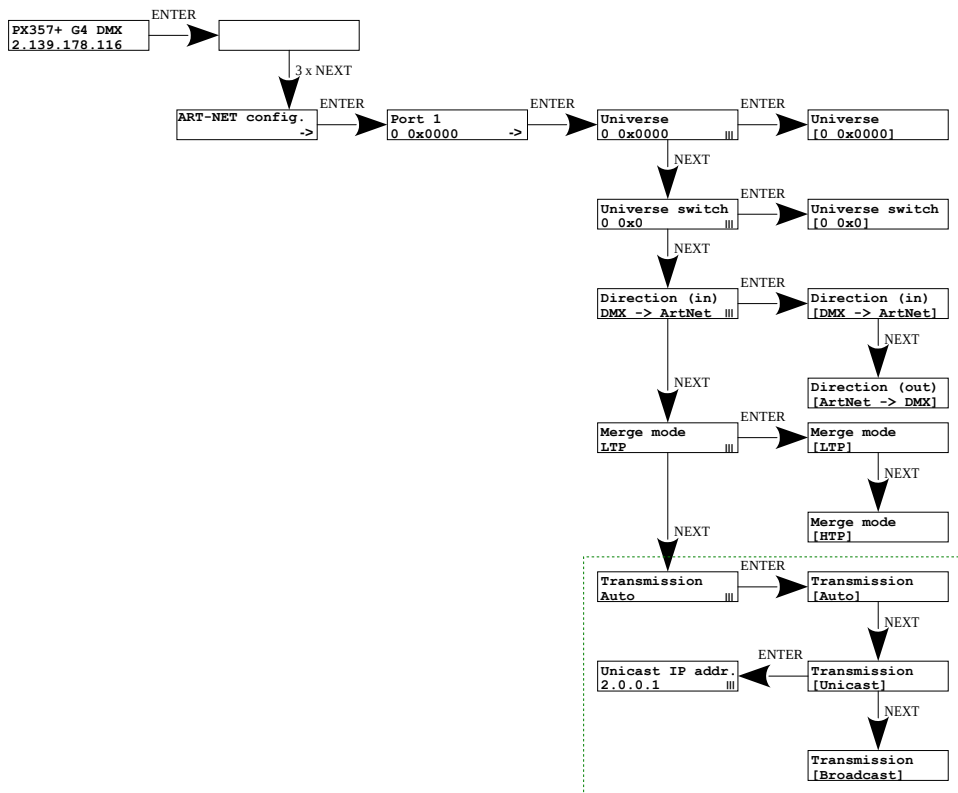 ENTER
PX357+ G4 DMX
2.139.178.116
3 x NEXT
ENTER
ENTER
ENTER
ART-NET config.
->
Port 1
0 0x0000 ->
Universe
0 0x0000
Universe
[0 0x0000]
NEXT
ENTER
Universe switch
0 0x0
Universe switch
[0 0x0]
NEXT
ENTER
Direction (in)
DMX -> ArtNet
Direction (in)
[DMX -> ArtNet]
NEXT
NEXT
Direction (out)
[ArtNet -> DMX]
ENTER
Merge mode
LTP
Merge mode
[LTP]
NEXT
Merge mode
[HTP]
NEXT
ENTER
Transmission
Auto
Transmission
[Auto]
NEXT
ENTER
Unicast IP addr.
2.0.0.1
Transmission
[Unicast]
NEXT
Transmission
[Broadcast]